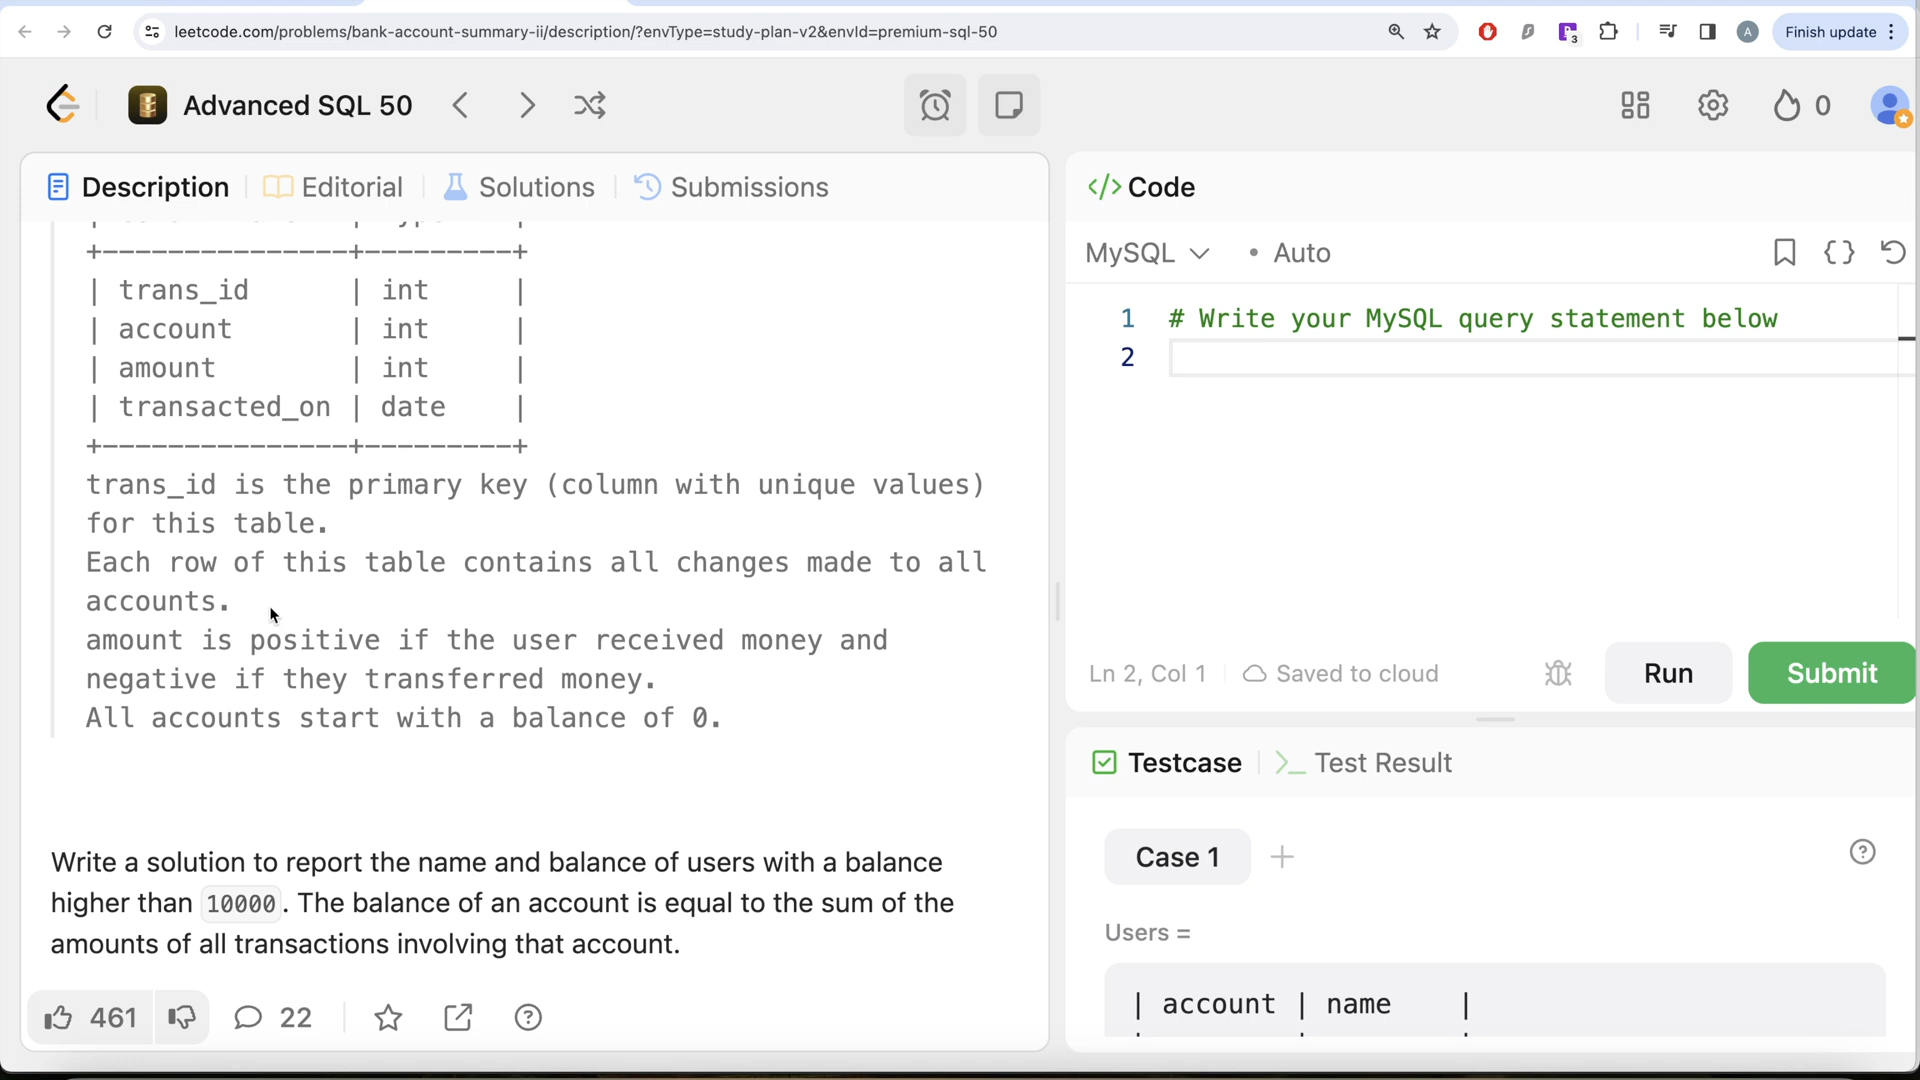 leetcode.com/problems/bank-account-summary-ii/description/?envType=study-plan-v2&envId=premium-sql-50
3
A
Finish update
Advanced SQL 50
0
Description
Editorial
Solutions
Submissions
+---------------+---------+
| trans_id | int |
| account | int |
| amount | int |
| transacted_on | date |
+---------------+---------+
trans_id is the primary key (column with unique values)
for this table.
Each row of this table contains all changes made to all
accounts.
amount is positive if the user received money and
negative if they transferred money.
All accounts start with a balance of 0.
Write a solution to report the name and balance of users with a balance
higher than 10000. The balance of an account is equal to the sum of the
amounts of all transactions involving that account.
461
22
</> Code
MySQL
• Auto
{}
1 # Write your MySQL query statement below
2
Ln 2, Col 1
Saved to cloud
Run
Submit
Testcase
>_ Test Result
Case 1
+
Users =
| account | name |